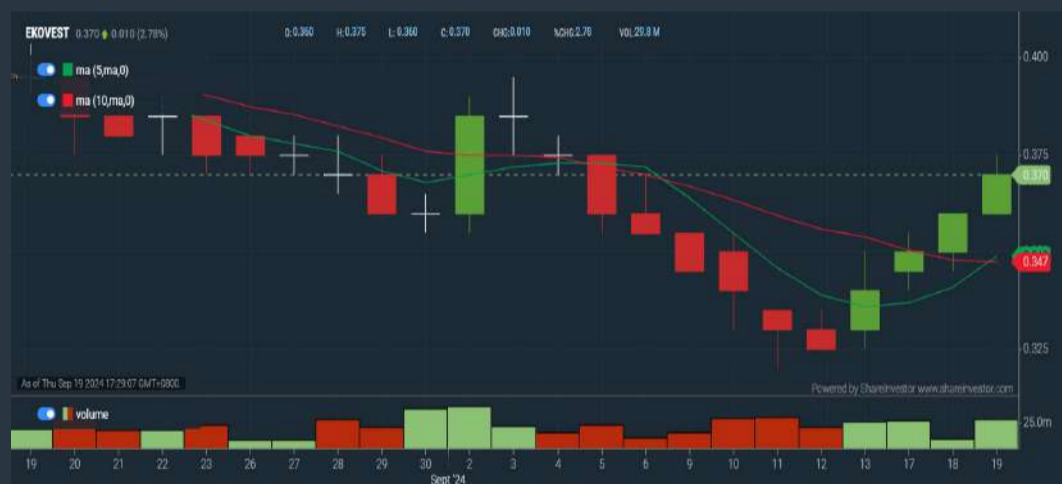 EKOVEST 0.370 0.010 (2.78%) O: 0.360 H: 0.375 L: 0.360 C: 0.370 CHG: 0.010 %CHG: 2.78 VOL: 29.8 M
0.400
ma (5,ma,0)
ma (10,ma,0)
0.375
0.370
0.347
0.325
As of Thu Sep 19 2024 17:29:07 GMT+0800
Powered by ShareInvestor www.shareinvestor.com
volume
25.0m
19 20 21 22 23 26 27 28 29 30 2 3 4 5 6 9 10 11 12 13 17 18 19
Sept '24